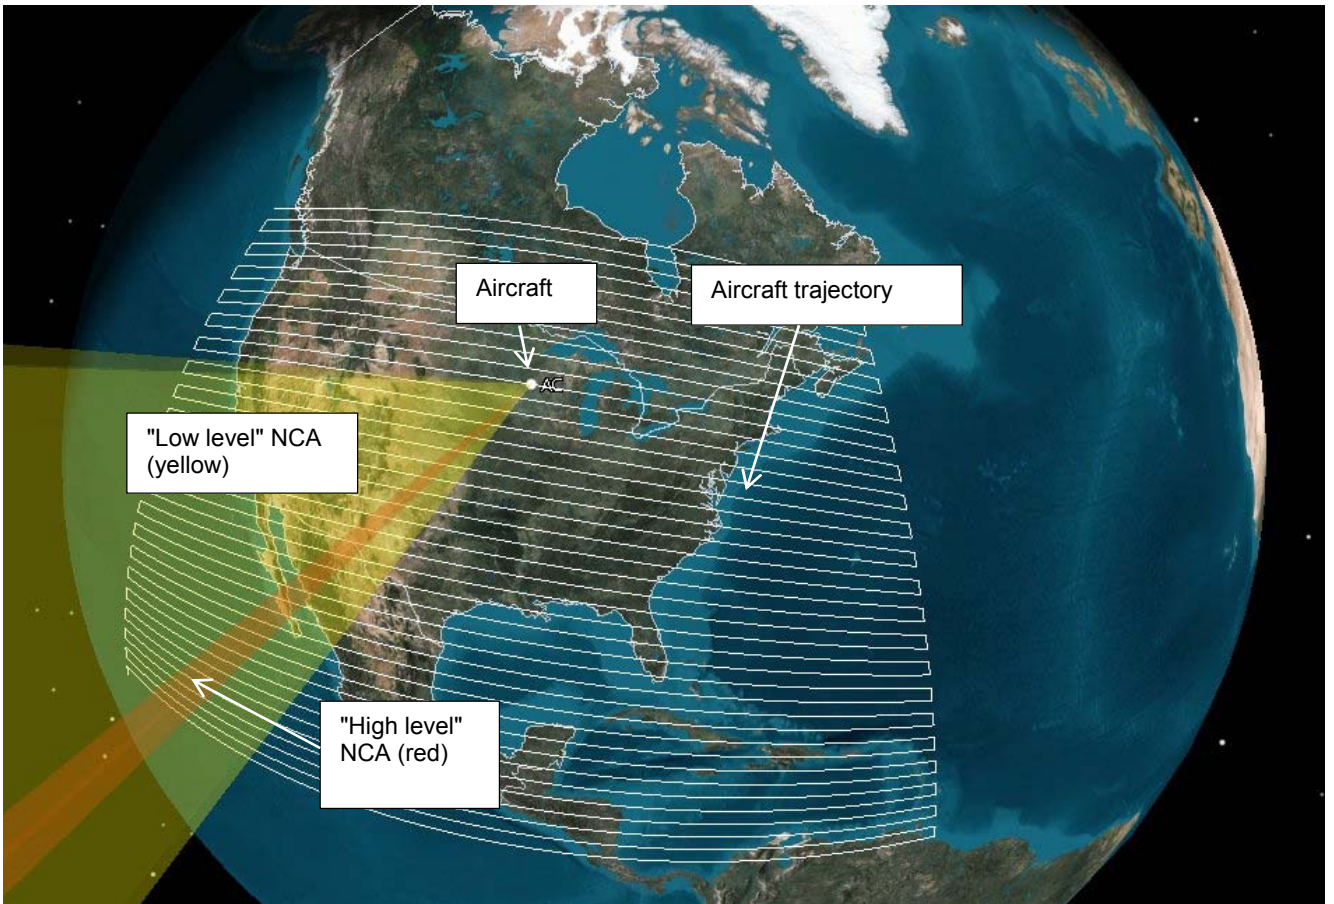 Aircraft
Aircraft trajectory
AC
"Low level" NCA
(yellow)
"High level"
NCA (red)